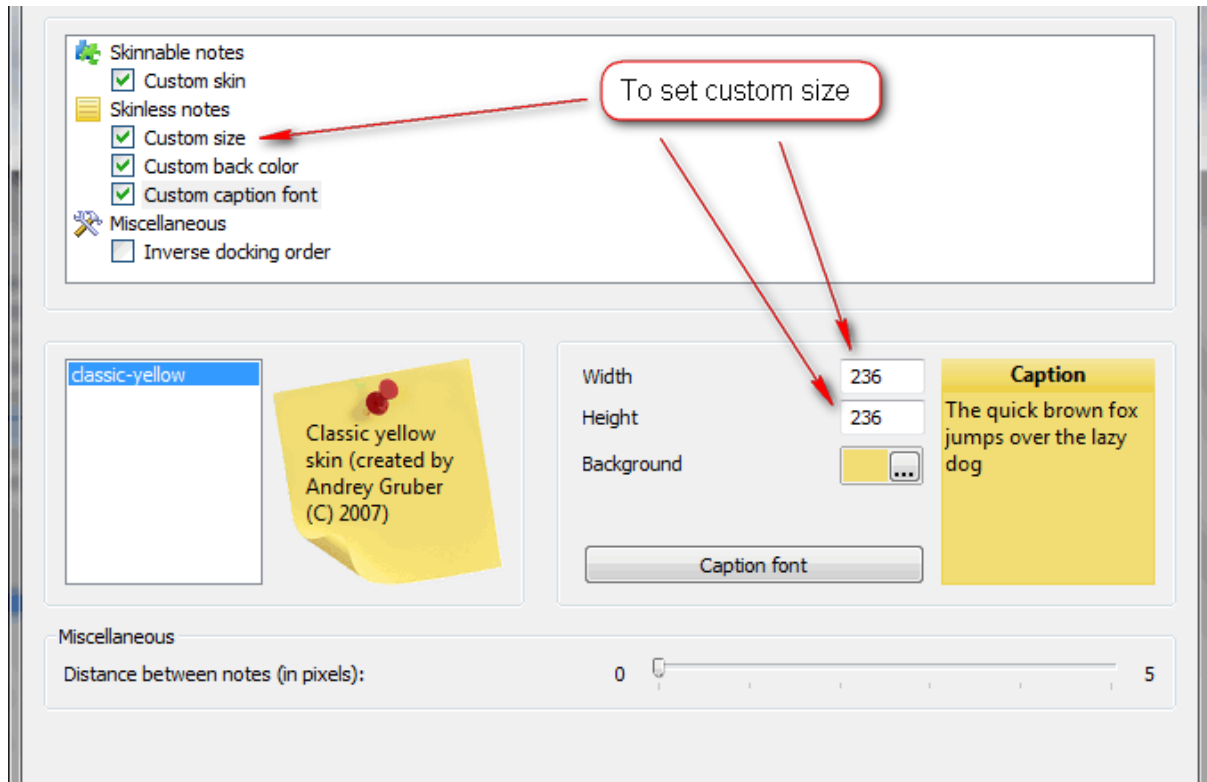 Skinnable notes
Custom skin
Skinless notes
Custom size
Custom back color
Custom caption font
Miscellaneous
Inverse docking order
To set custom size
classic-yellow
Classic yellow
skin (created by
Andrey Gruber
(C) 2007)
Width
236
Height
236
Background
...
Caption font
Caption
The quick brown fox
jumps over the lazy
dog
Miscellaneous
Distance between notes (in pixels):
0
5